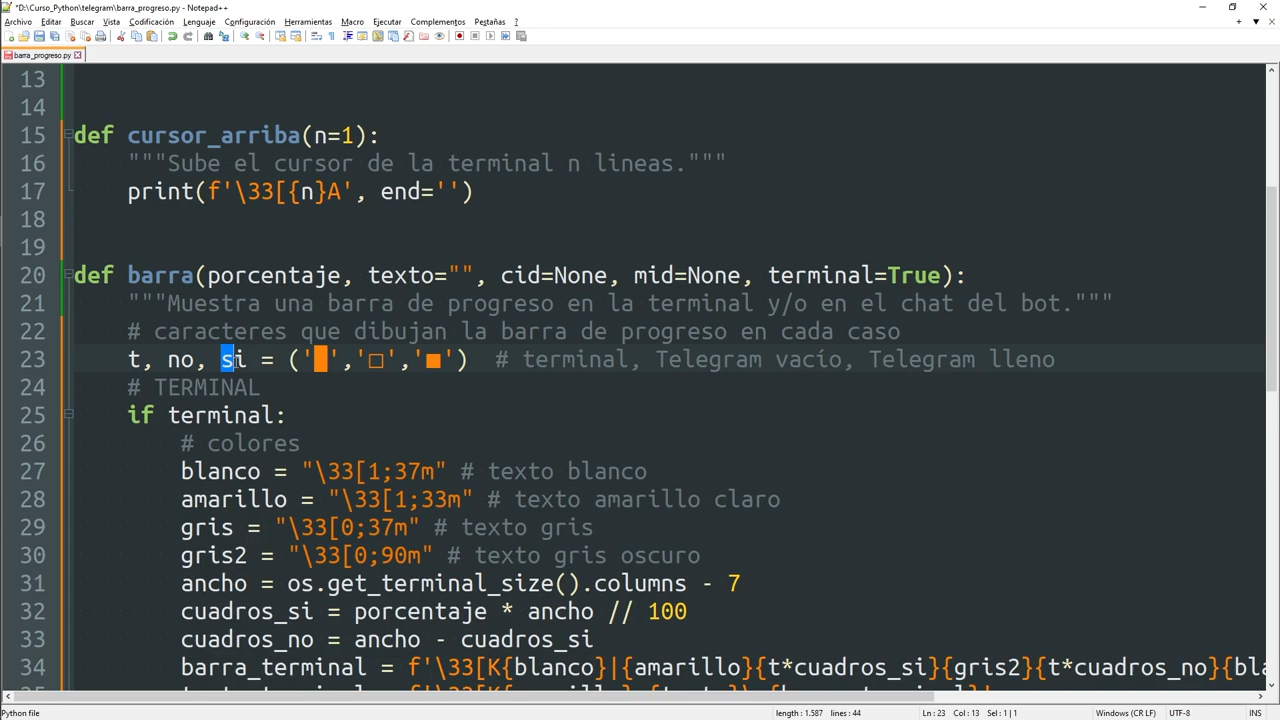 *D:\Curso_Python\telegram\barra_progreso.py - Notepad++
Archivo Editar Buscar Vista Codificación Lenguaje Configuración Herramientas Macro Ejecutar Complementos Pestañas ?
barra_progreso.py
13
14
15 def cursor_arriba(n=1):
16 """Sube el cursor de la terminal n lineas."""
17 print(f'\33[{n}A', end='')
18
19
20 def barra(porcentaje, texto="", cid=None, mid=None, terminal=True):
21 """Muestra una barra de progreso en la terminal y/o en el chat del bot."""
22 # caracteres que dibujan la barra de progreso en cada caso
23 t, no, si = ('█','□','■') # terminal, Telegram vacío, Telegram lleno
24 # TERMINAL
25 if terminal:
26 # colores
27 blanco = "\33[1;37m" # texto blanco
28 amarillo = "\33[1;33m" # texto amarillo claro
29 gris = "\33[0;37m" # texto gris
30 gris2 = "\33[0;90m" # texto gris oscuro
31 ancho = os.get_terminal_size().columns - 7
32 cuadros_si = porcentaje * ancho // 100
33 cuadros_no = ancho - cuadros_si
34 barra_terminal = f'\33[K{blanco}|{amarillo}{t*cuadros_si}{gris2}{t*cuadros_no}{bla
Python file length : 1.587 lines : 44 Ln : 23 Col : 13 Sel : 1 | 1 Windows (CR LF) UTF-8 INS